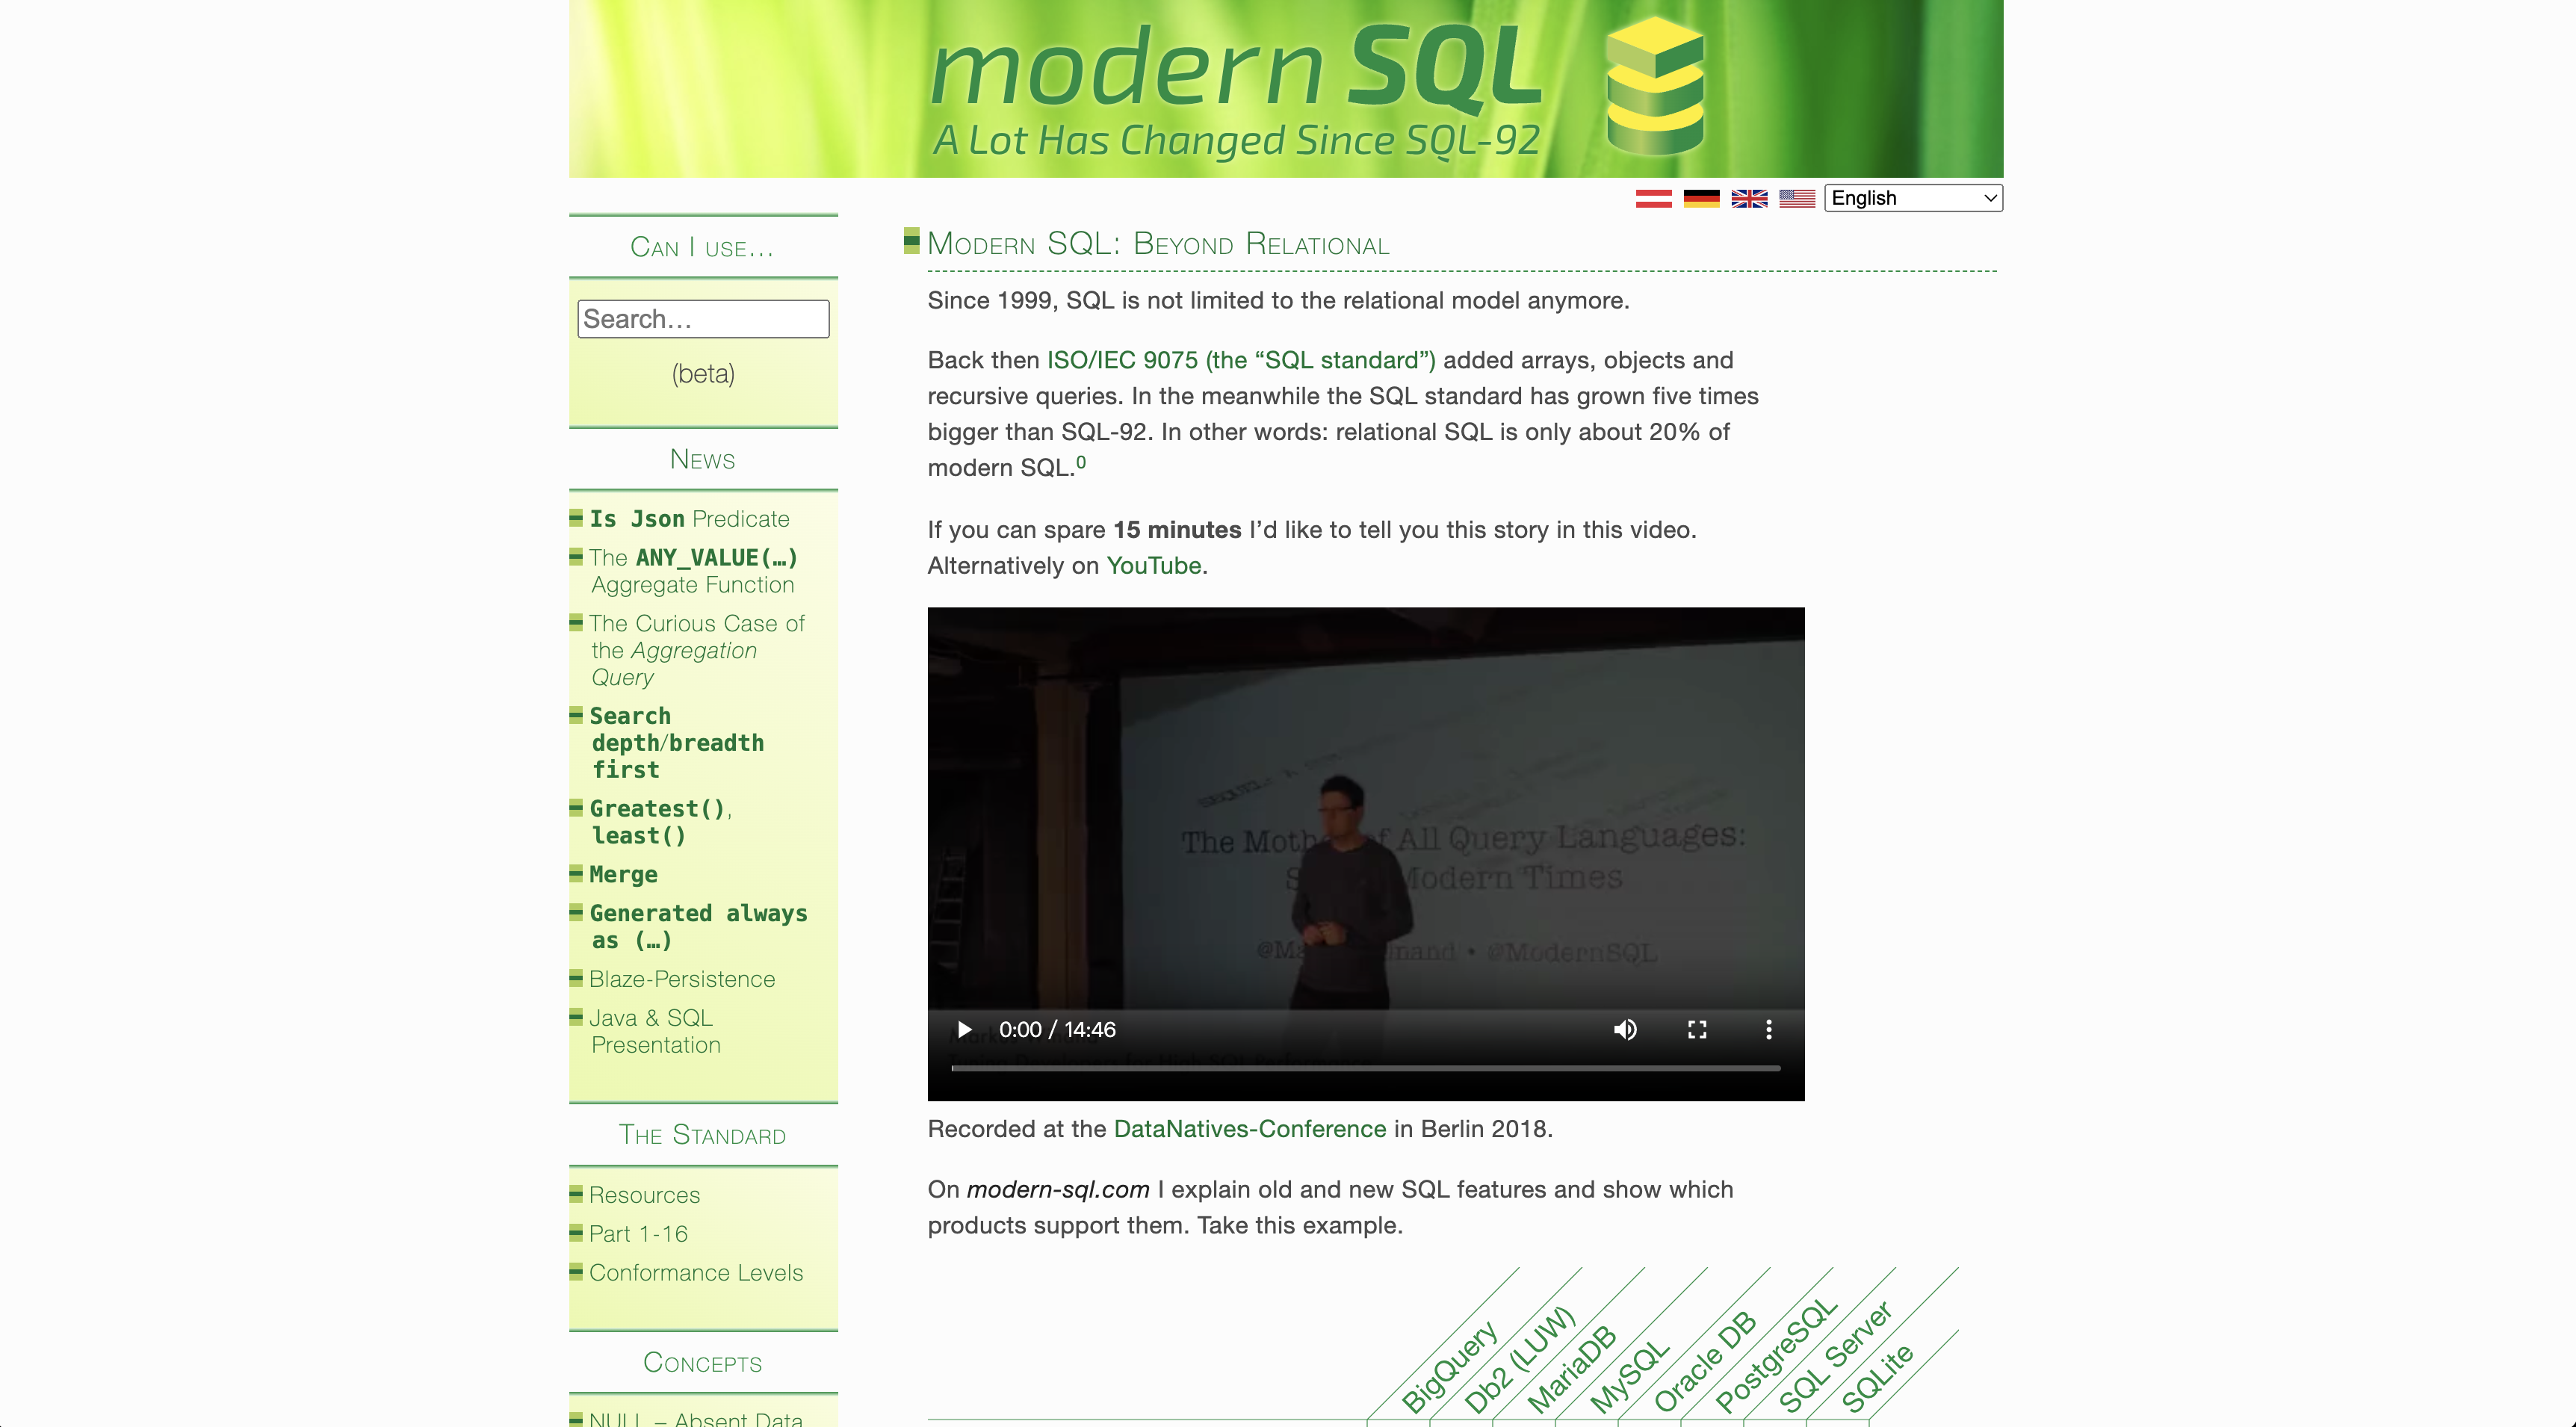 modern SQL
A Lot Has Changed Since SQL-92
English
Can I use...
Search...
(beta)
News
Is Json Predicate
The ANY_VALUE(…)
Aggregate Function
The Curious Case of
the Aggregation
Query
Search
depth/breadth
first
Greatest(),
least()
Merge
Generated always
as (…)
Blaze-Persistence
Java & SQL
Presentation
The Standard
Resources
Part 1-16
Conformance Levels
Concepts
NULL – Absent Data
Modern SQL: Beyond Relational
Since 1999, SQL is not limited to the relational model anymore.
Back then ISO/IEC 9075 (the “SQL standard”) added arrays, objects and
recursive queries. In the meanwhile the SQL standard has grown five times
bigger than SQL-92. In other words: relational SQL is only about 20% of
modern SQL.0
If you can spare 15 minutes I’d like to tell you this story in this video.
Alternatively on YouTube.
The Moth of All Query Languages:
S Modern Times
@Ma nand • @ModernSQL
0:00 / 14:46
Recorded at the DataNatives-Conference in Berlin 2018.
On modern-sql.com I explain old and new SQL features and show which
products support them. Take this example.
BigQuery
Db2 (LUW)
MariaDB
MySQL
Oracle DB
PostgreSQL
SQL Server
SQLite